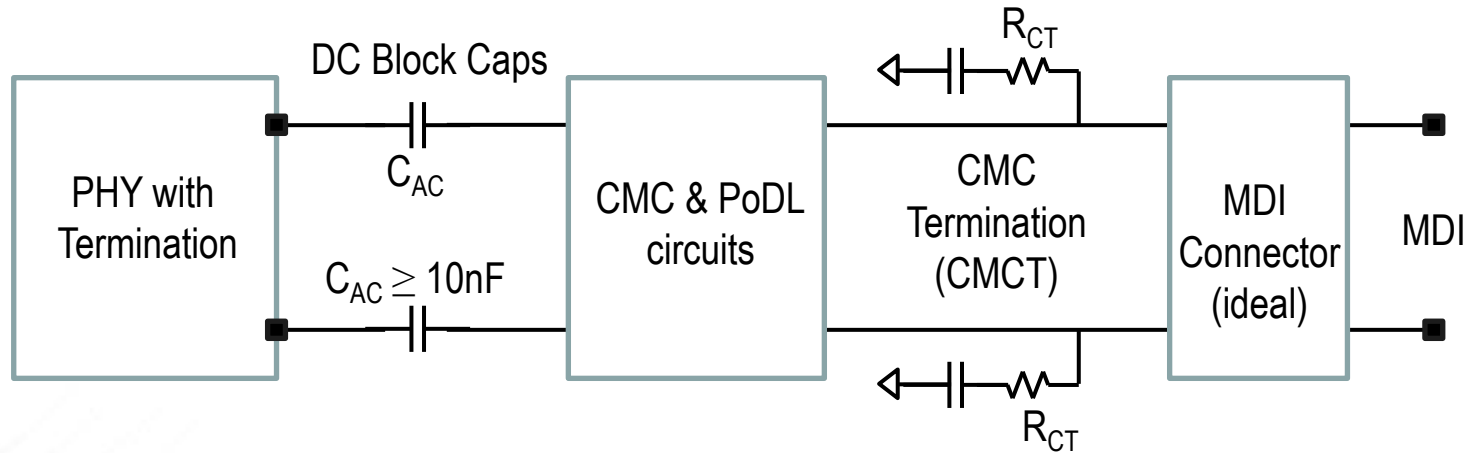 R_CT
DC Block Caps
C_AC
PHY with
Termination
CMC & PoDL
circuits
CMC
Termination
(CMCT)
MDI
Connector
(ideal)
MDI
C_AC ≥ 10nF
R_CT